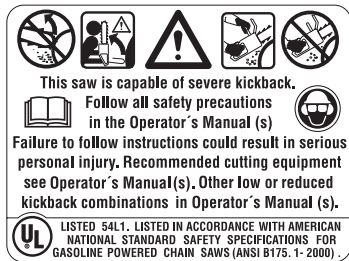 This saw is capable of severe kickback.
Follow all safety precautions
in the Operator´s Manual (s)
Failure to follow instructions could result in serious
personal injury. Recommended cutting equipment
see Operator´s Manual (s). Other low or reduced
kickback combinations in Operator´s Manual (s).
UL
LISTED 54L1. LISTED IN ACCORDANCE WITH AMERICAN
NATIONAL STANDARD SAFETY SPECIFICATIONS FOR
GASOLINE POWERED CHAIN SAWS (ANSI B175. 1- 2000) .